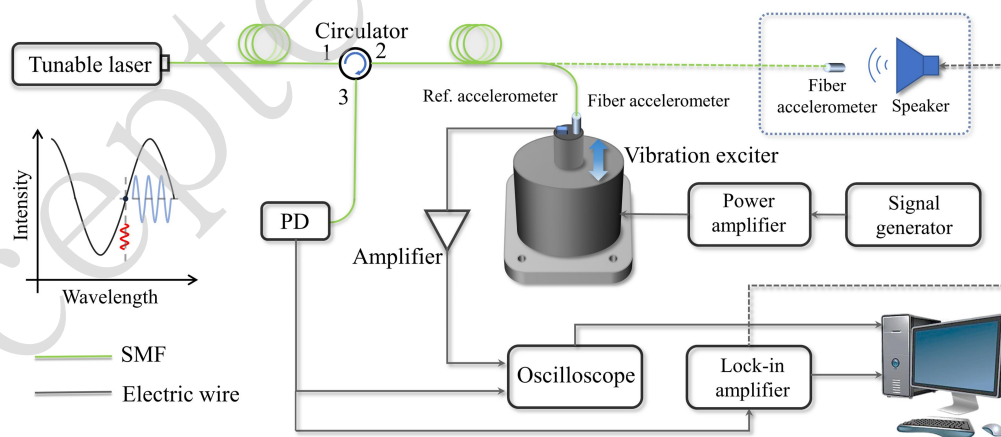 Circulator
1
2
3
Tunable laser
Ref. accelerometer
Fiber accelerometer
Fiber
accelerometer
Speaker
Vibration exciter
Intensity
Wavelength
PD
Amplifier
Power
amplifier
Signal
generator
SMF
Electric wire
Oscilloscope
Lock-in
amplifier
cepte